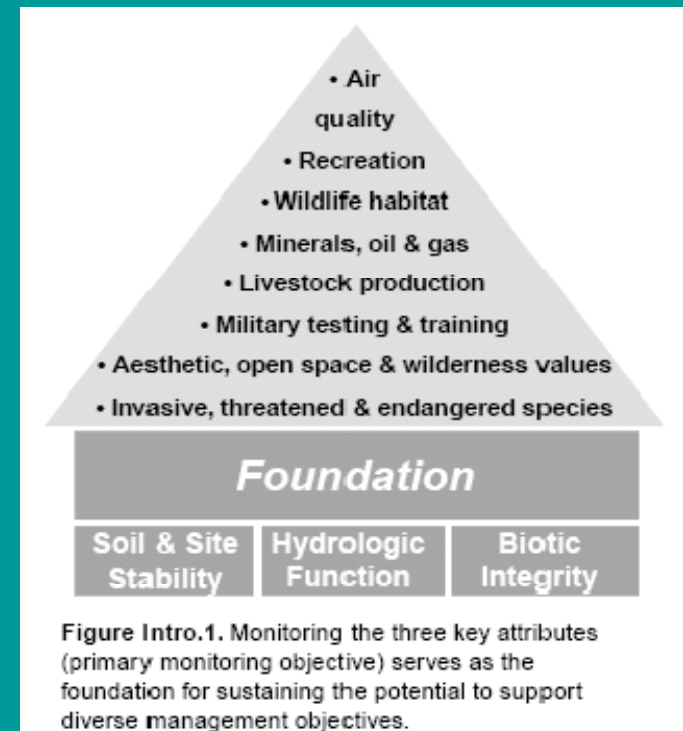 • Air
quality
• Recreation
• Wildlife habitat
• Minerals, oil & gas
• Livestock production
• Military testing & training
• Aesthetic, open space & wilderness values
• Invasive, threatened & endangered species
Foundation
Soil & Site
Stability
Hydrologic
Function
Biotic
Integrity
Figure Intro.1. Monitoring the three key attributes
(primary monitoring objective) serves as the
foundation for sustaining the potential to support
diverse management objectives.